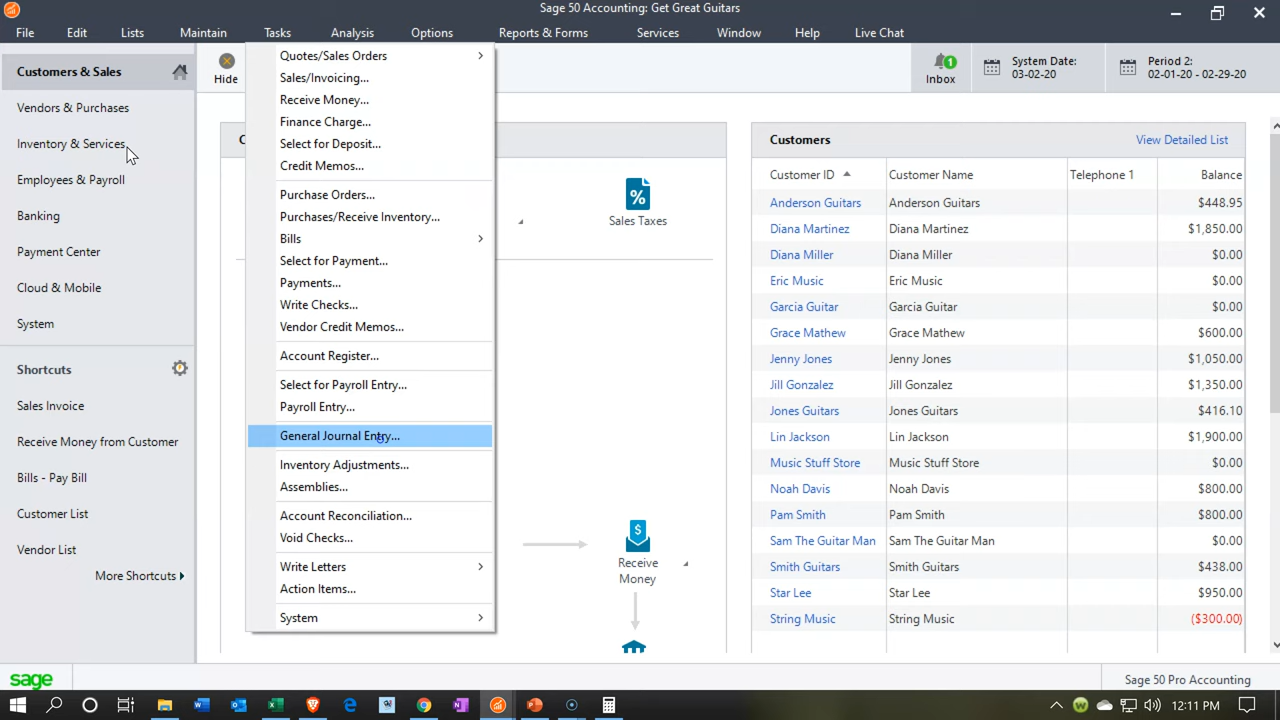 Sage 50 Accounting: Get Great Guitars
File Edit Lists Maintain Tasks Analysis Options Reports & Forms Services Window Help Live Chat
Customers & Sales
Vendors & Purchases
Inventory & Services
Employees & Payroll
Banking
Payment Center
Cloud & Mobile
System
Shortcuts
Sales Invoice
Receive Money from Customer
Bills - Pay Bill
Customer List
Vendor List
More Shortcuts
Hide
Quotes/Sales Orders
Sales/Invoicing...
Receive Money...
Finance Charge...
Select for Deposit...
Credit Memos...
Purchase Orders...
Purchases/Receive Inventory...
Bills
Select for Payment...
Payments...
Write Checks...
Vendor Credit Memos...
Account Register...
Select for Payroll Entry...
Payroll Entry...
General Journal Entry...
Inventory Adjustments...
Assemblies...
Account Reconciliation...
Void Checks...
Write Letters
Action Items...
System
Sales Taxes
Receive
Money
1
Inbox
System Date:
03-02-20
Period 2:
02-01-20 - 02-29-20
Customers View Detailed List
Customer ID Customer Name Telephone 1 Balance
Anderson Guitars Anderson Guitars $448.95
Diana Martinez Diana Martinez $1,850.00
Diana Miller Diana Miller $0.00
Eric Music Eric Music $0.00
Garcia Guitar Garcia Guitar $0.00
Grace Mathew Grace Mathew $600.00
Jenny Jones Jenny Jones $1,050.00
Jill Gonzalez Jill Gonzalez $1,350.00
Jones Guitars Jones Guitars $416.10
Lin Jackson Lin Jackson $1,900.00
Music Stuff Store Music Stuff Store $0.00
Noah Davis Noah Davis $800.00
Pam Smith Pam Smith $800.00
Sam The Guitar Man Sam The Guitar Man $0.00
Smith Guitars Smith Guitars $438.00
Star Lee Star Lee $950.00
String Music String Music ($300.00)
sage
Sage 50 Pro Accounting
12:11 PM